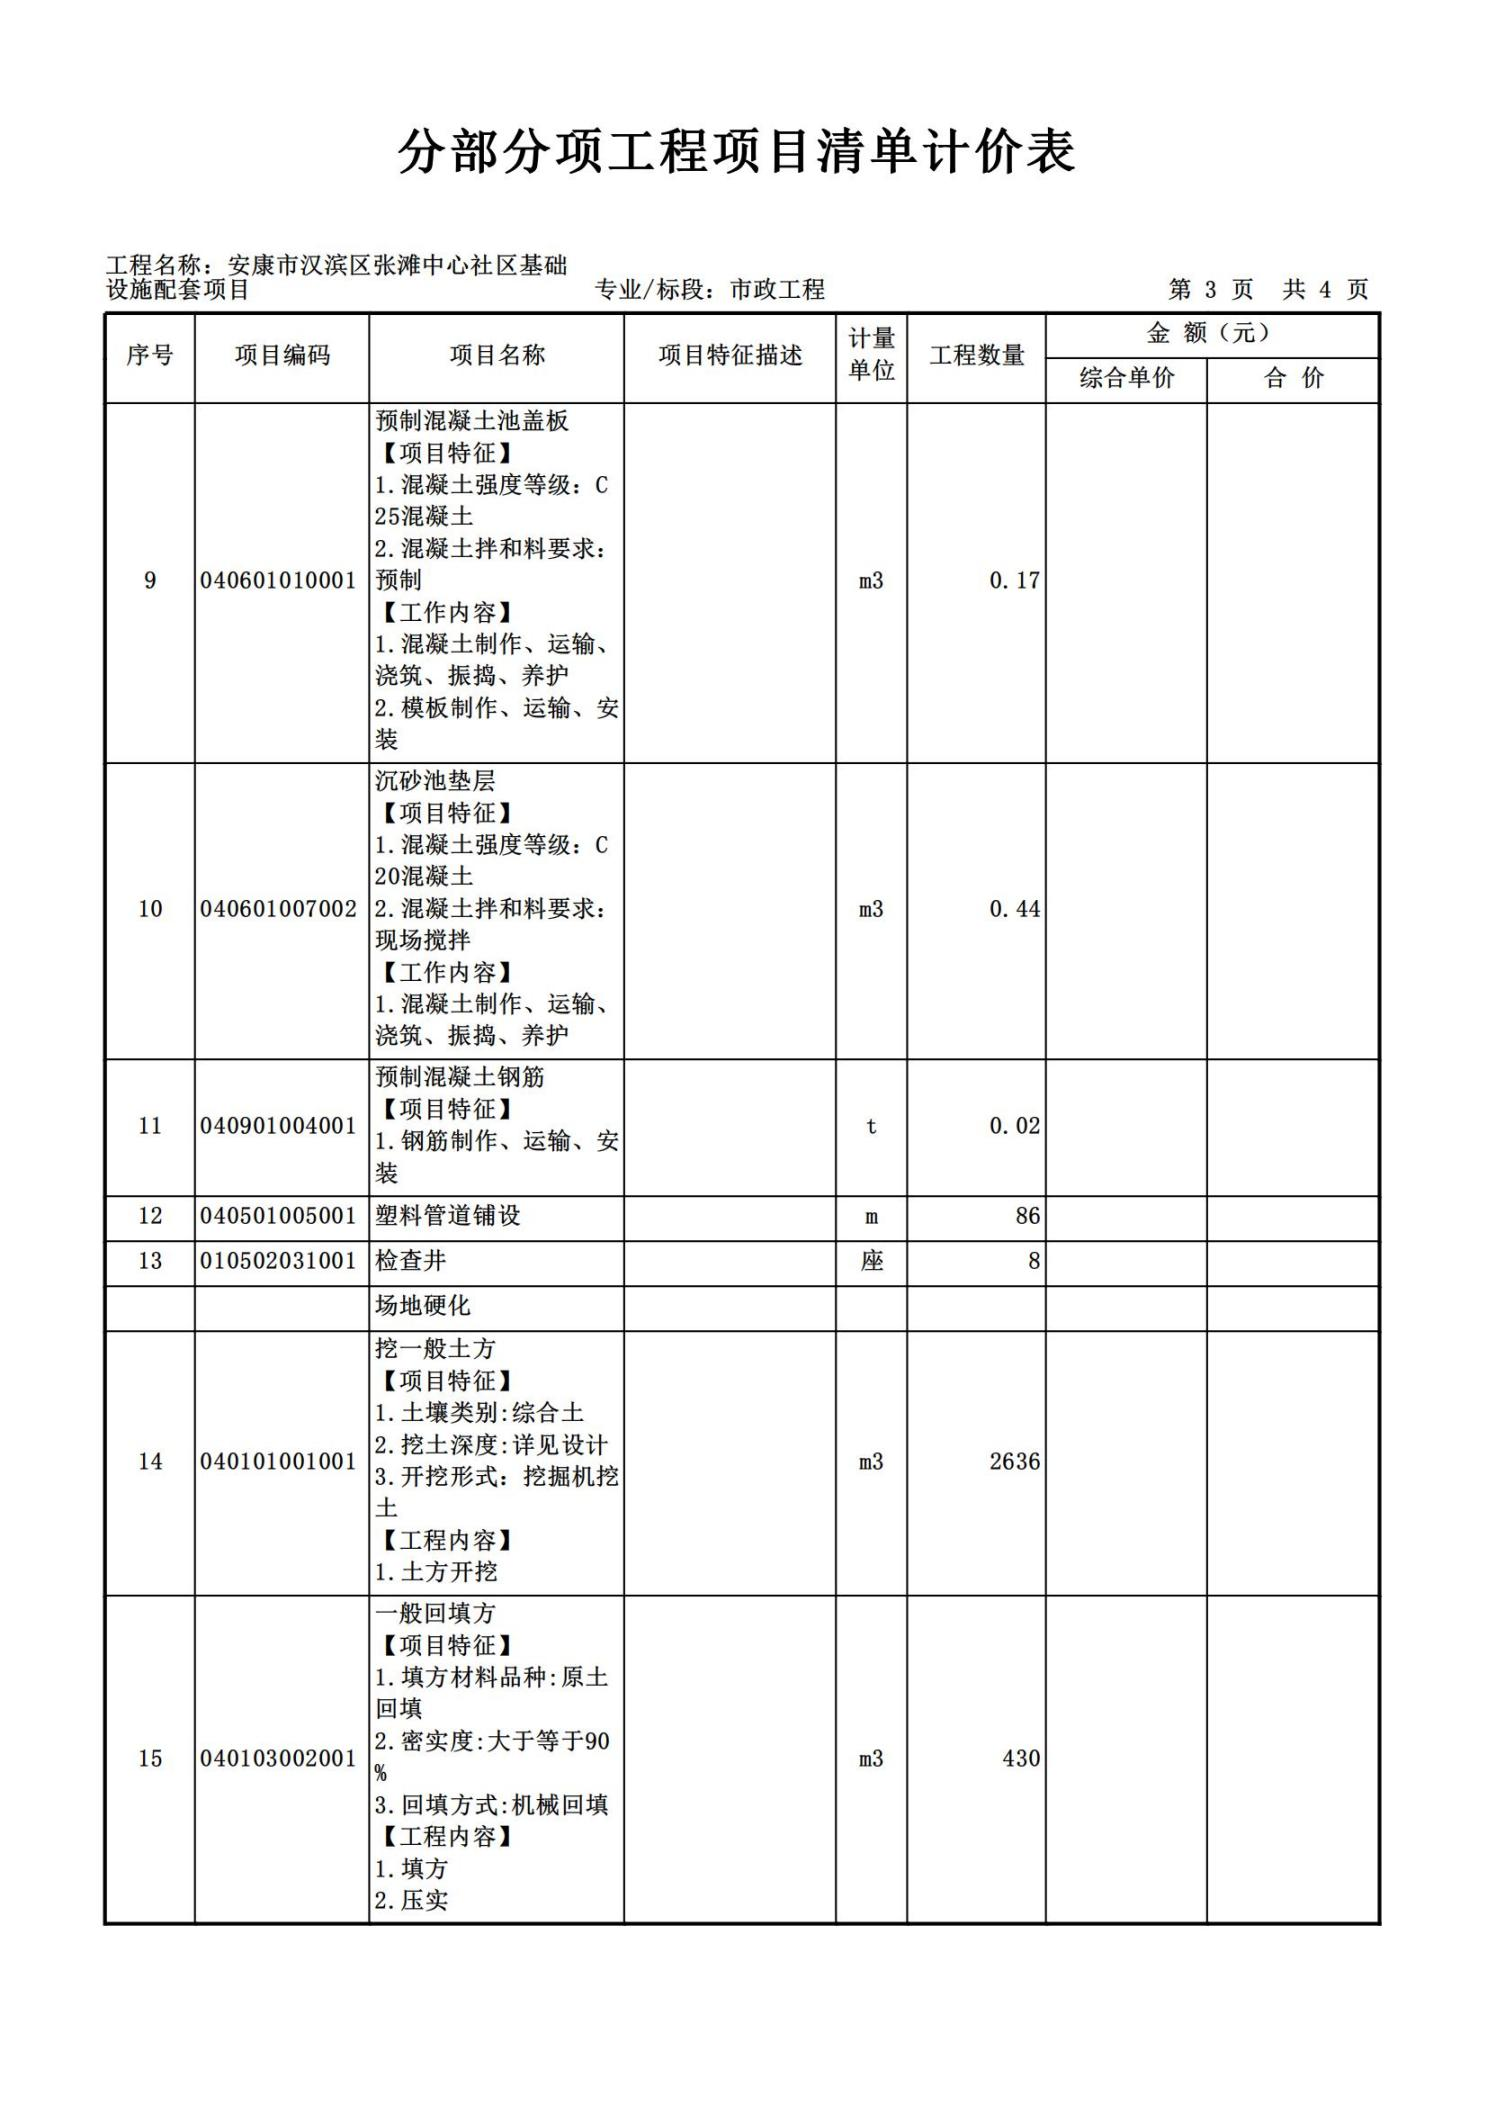 分部分项工程项目清单计价表
工程名称：安康市汉滨区张滩中心社区基础
设施配套项目
专业/标段：市政工程
第 3 页 共 4 页
序号
项目编码
项目名称
项目特征描述
计量
单位
工程数量
金 额（元）
综合单价
合 价
9
040601010001
预制混凝土池盖板
【项目特征】
1.混凝土强度等级：C
25混凝土
2.混凝土拌和料要求：
预制
【工作内容】
1.混凝土制作、运输、
浇筑、振捣、养护
2.模板制作、运输、安
装
m3
0.17
10
040601007002
沉砂池垫层
【项目特征】
1.混凝土强度等级：C
20混凝土
2.混凝土拌和料要求：
现场搅拌
【工作内容】
1.混凝土制作、运输、
浇筑、振捣、养护
m3
0.44
11
040901004001
预制混凝土钢筋
【项目特征】
1.钢筋制作、运输、安
装
t
0.02
12
040501005001
塑料管道铺设
m
86
13
010502031001
检查井
座
8
场地硬化
14
040101001001
挖一般土方
【项目特征】
1.土壤类别:综合土
2.挖土深度:详见设计
3.开挖形式：挖掘机挖
土
【工程内容】
1.土方开挖
m3
2636
15
040103002001
一般回填方
【项目特征】
1.填方材料品种:原土
回填
2.密实度:大于等于90
%
3.回填方式:机械回填
【工程内容】
1.填方
2.压实
m3
430